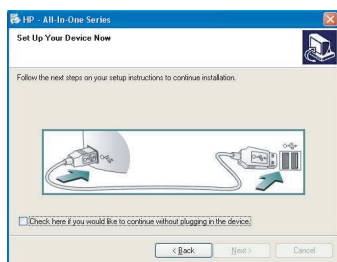 HP - All-In-One Series
Set Up Your Device Now
Follow the next steps on your setup instructions to continue installation.
Check here if you would like to continue without plugging in the device.
< Back Next > Cancel